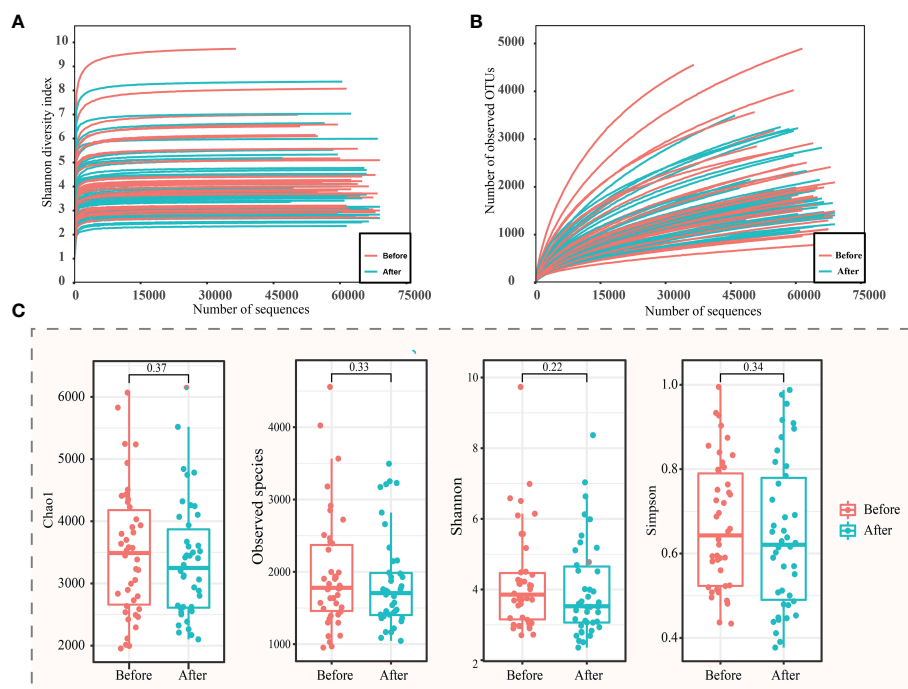 A
B
10
9
8
7
6
5
4
3
2
1
0
Shannon diversity index
0
15000
30000
45000
60000
75000
Number of sequences
Before
After
5000
4000
3000
2000
1000
0
Number of observed OTUs
0
15000
30000
45000
60000
75000
Number of sequences
Before
After
C
0.37
6000
5000
4000
3000
2000
Chao1
Before
After
0.33
4000
3000
2000
1000
Observed species
Before
After
0.22
10
8
6
4
2
Shannon
Before
After
0.34
1.0
0.8
0.6
0.4
Simpson
Before
After
Before
After